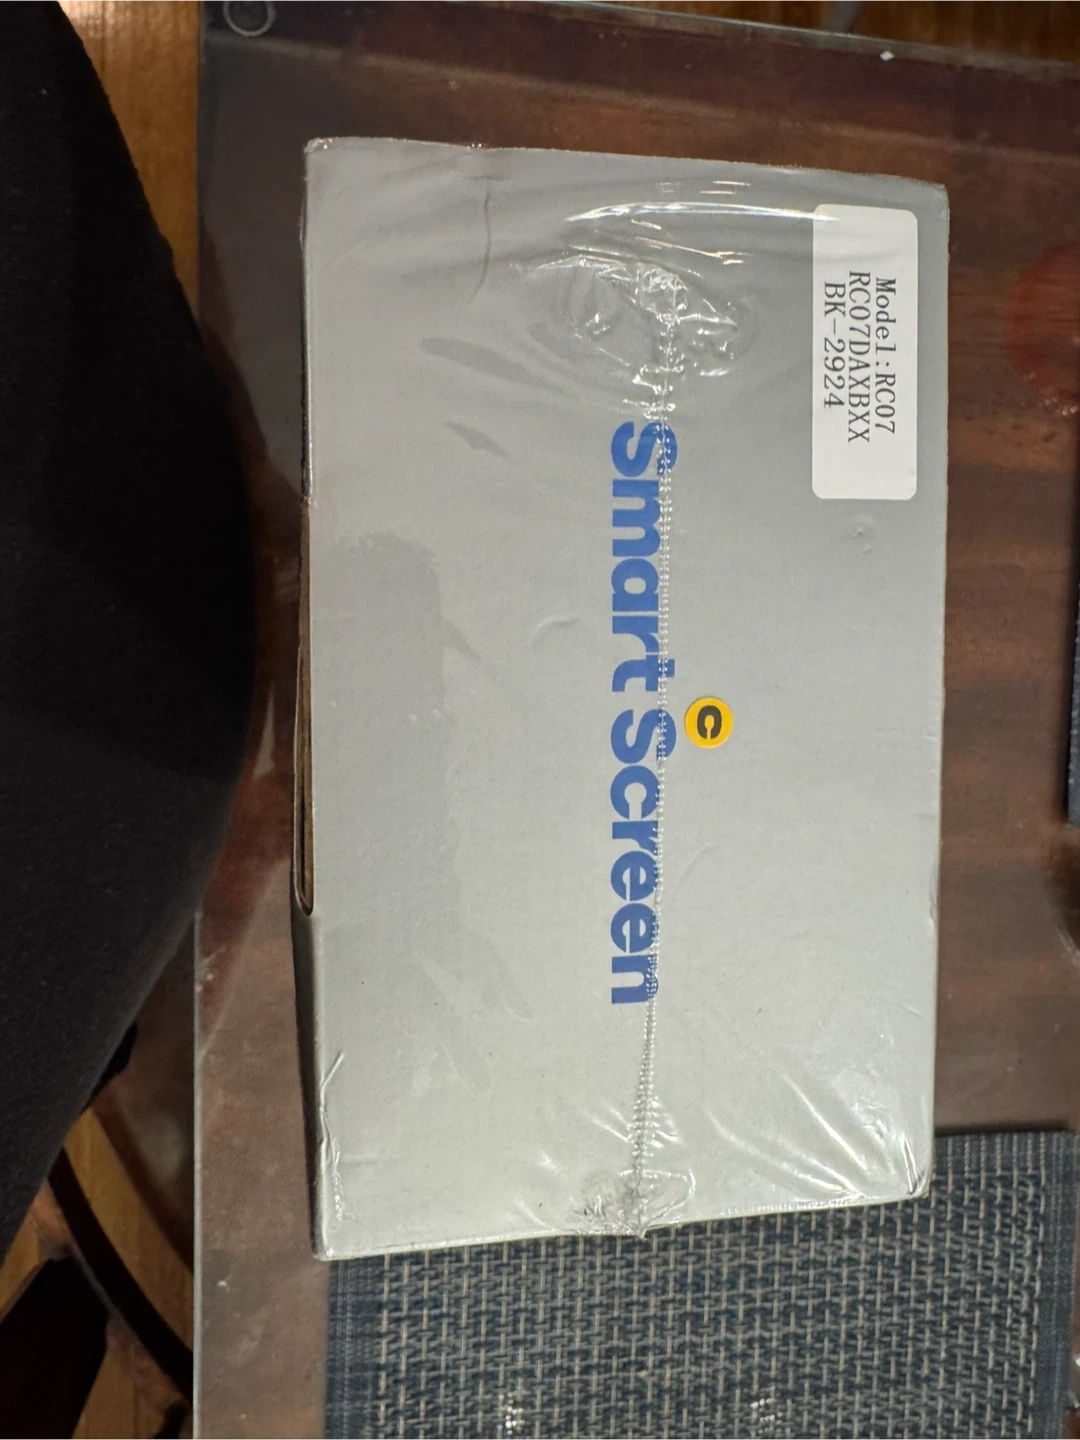 Model:RC07
RC07DAXBXX
BK-2924
Smart Screen
C